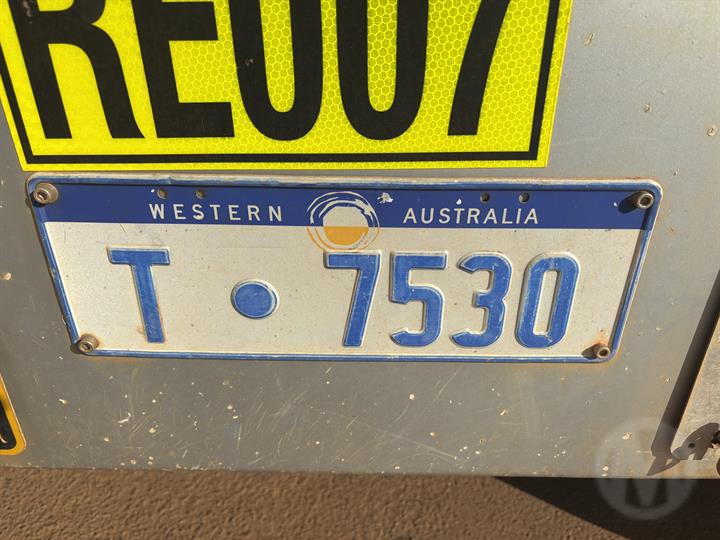 RE007
WESTERN AUSTRALIA
T • 7530